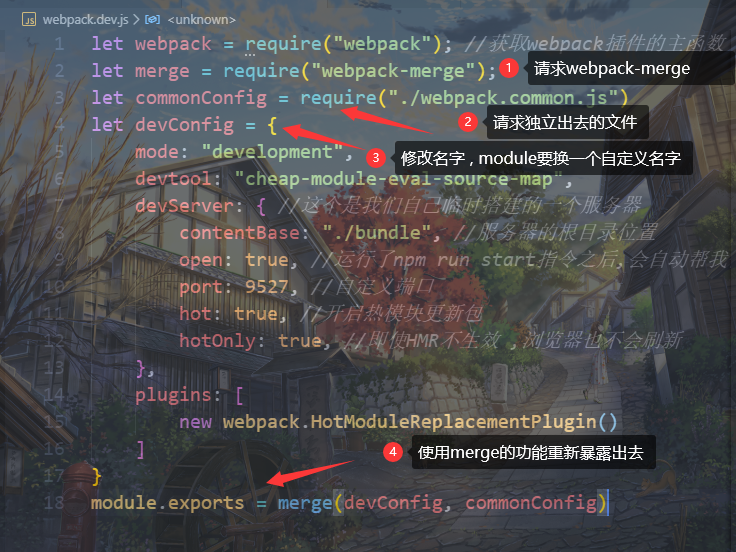 webpack.dev.js > <unknown>
1 let webpack = require("webpack"); //获取webpack插件的主函数
2 let merge = require("webpack-merge"); 1 请求webpack-merge
3 let commonConfig = require("./webpack.common.js")
4 let devConfig = { 2 请求独立出去的文件
5 mode: "development", 3 修改名字，module要换一个自定义名字
6 devtool: "cheap-module-eval-source-map",
7 devServer: { //这个是我们自己临时搭建的一个服务器
8 contentBase: "./bundle", //服务器的根目录位置
9 open: true, //运行了npm run start指令之后,会自动帮我
10 port: 9527, //自定义端口
11 hot: true, //开启热模块更新包
12 hotOnly: true, //即使HMR不生效 ,浏览器也不会刷新
13 },
14 plugins: [
15 new webpack.HotModuleReplacementPlugin()
16 ] 4 使用merge的功能重新暴露出去
17 }
18 module.exports = merge(devConfig, commonConfig)